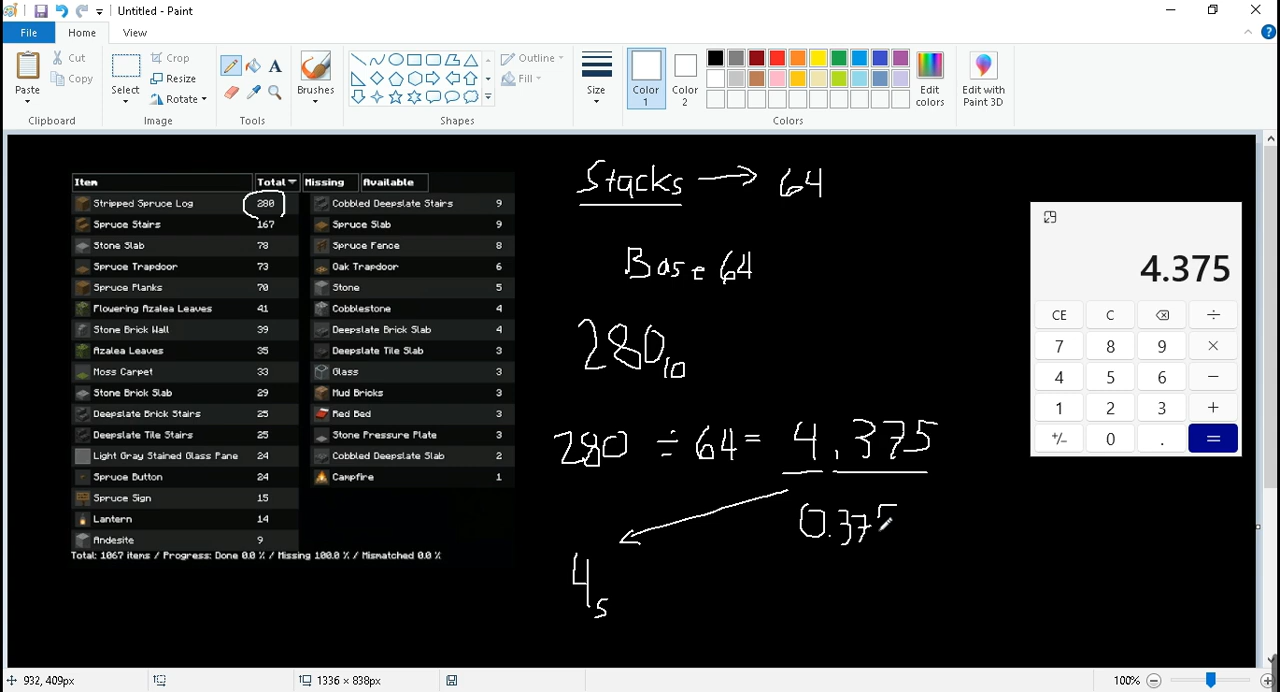 Untitled - Paint
File Home View
Paste
Cut
Copy
Clipboard
Select
Crop
Resize
Rotate
Image
A
Tools
Brushes
Shapes
Outline
Fill
Size
Color 1
Color 2
Colors
Edit colors
Edit with Paint 3D
Item Total Missing Available
Stripped Spruce Log 280 Cobbled Deepslate Stairs 9
Spruce Stairs 167 Spruce Slab 9
Stone Slab 78 Spruce Fence 8
Spruce Trapdoor 73 Oak Trapdoor 6
Spruce Planks 70 Stone 5
Flowering Azalea Leaves 41 Cobblestone 4
Stone Brick Wall 39 Deepslate Brick Slab 4
Azalea Leaves 35 Deepslate Tile Slab 3
Moss Carpet 33 Glass 3
Stone Brick Slab 29 Mud Bricks 3
Deepslate Brick Stairs 25 Red Bed 3
Deepslate Tile Stairs 25 Stone Pressure Plate 3
Light Gray Stained Glass Pane 24 Cobbled Deepslate Slab 2
Spruce Button 24 Campfire 1
Spruce Sign 15
Lantern 14
Andesite 9
Total: 1067 items / Progress: Done 0.0 % / Missing 100.0 % / Mismatched 0.0 %
Stacks → 64
Base 64
280₁₀
280 ÷ 64 = 4.375
0.375
4s
4.375
CE C ⌫ ÷
7 8 9 ×
4 5 6 −
1 2 3 +
+/- 0 . =
932, 409px
1336 × 838px
100%